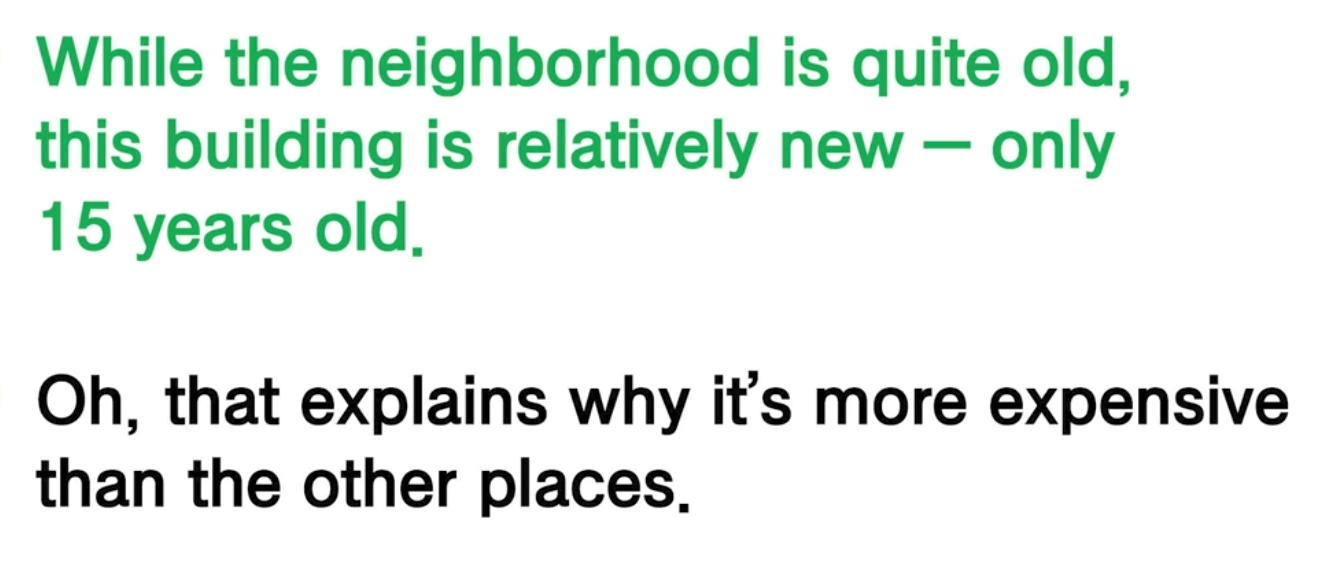 While the neighborhood is quite old,
this building is relatively new — only
15 years old.
Oh, that explains why it’s more expensive
than the other places.